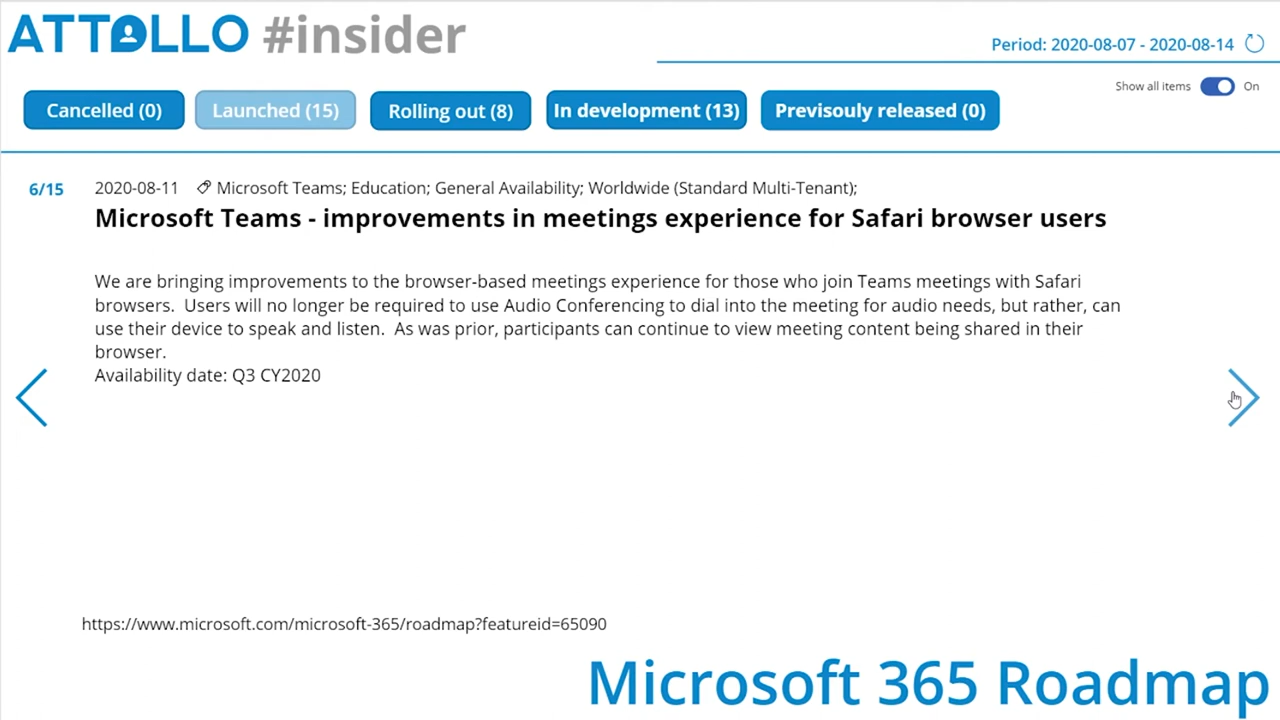 ATTOLLO #insider
Period: 2020-08-07 - 2020-08-14
Show all items On
Cancelled (0) Launched (15) Rolling out (8) In development (13) Previsouly released (0)
6/15 2020-08-11 Microsoft Teams; Education; General Availability; Worldwide (Standard Multi-Tenant);
Microsoft Teams - improvements in meetings experience for Safari browser users
We are bringing improvements to the browser-based meetings experience for those who join Teams meetings with Safari
browsers.  Users will no longer be required to use Audio Conferencing to dial into the meeting for audio needs, but rather, can
use their device to speak and listen.  As was prior, participants can continue to view meeting content being shared in their
browser.
Availability date: Q3 CY2020
https://www.microsoft.com/microsoft-365/roadmap?featureid=65090
Microsoft 365 Roadmap